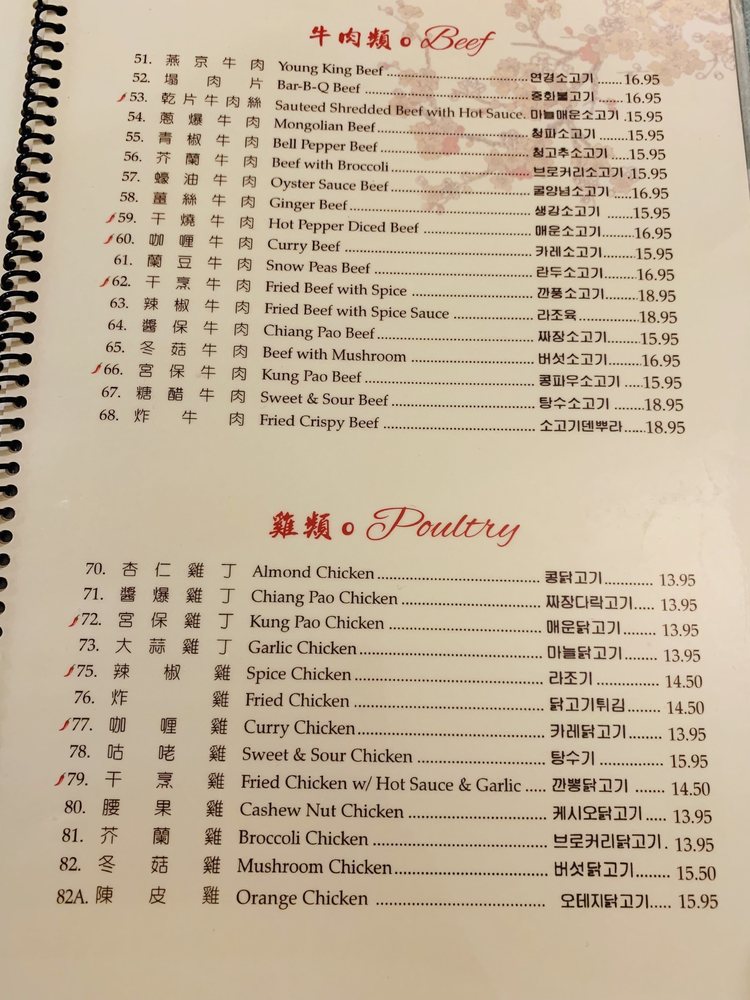 牛肉類 Beef
51. 燕京牛肉 Young King Beef 연경소고기 16.95
52. 塌肉片 Bar-B-Q Beef 중화불고기 16.95
53. 乾片牛肉絲 Sauteed Shredded Beef with Hot Sauce. 마늘매운소고기 .15.95
54. 蔥爆牛肉 Mongolian Beef 청파소고기 15.95
55. 青椒牛肉 Bell Pepper Beef 청고추소고기 15.95
56. 芥蘭牛肉 Beef with Broccoli 브로커리소고기 .15.95
57. 蠔油牛肉 Oyster Sauce Beef 굴양념소고기 16.95
58. 薑絲牛肉 Ginger Beef 생강소고기 15.95
59. 干燒牛肉 Hot Pepper Diced Beef 매운소고기 16.95
60. 咖喱牛肉 Curry Beef 카레소고기 15.95
61. 蘭豆牛肉 Snow Peas Beef 란두소고기 16.95
62. 干烹牛肉 Fried Beef with Spice 깐풍소고기 18.95
63. 辣椒牛肉 Fried Beef with Spice Sauce 라조육 18.95
64. 醬保牛肉 Chiang Pao Beef 짜장소고기 15.95
65. 冬菇牛肉 Beef with Mushroom 버섯소고기 16.95
66. 宮保牛肉 Kung Pao Beef 콩파우소고기 15.95
67. 糖醋牛肉 Sweet & Sour Beef 탕수소고기 18.95
68. 炸牛肉 Fried Crispy Beef 소고기덴뿌라 18.95
雞類 Poultry
70. 杏仁雞丁 Almond Chicken 콩닭고기 13.95
71. 醬爆雞丁 Chiang Pao Chicken 짜장다락고기 13.95
72. 宮保雞丁 Kung Pao Chicken 매운닭고기 13.95
73. 大蒜雞丁 Garlic Chicken 마늘닭고기 13.95
75. 辣椒雞 Spice Chicken 라조기 14.50
76. 炸雞 Fried Chicken 닭고기튀김 14.50
77. 咖喱雞 Curry Chicken 카레닭고기 13.95
78. 咕咾雞 Sweet & Sour Chicken 탕수기 15.95
79. 干烹雞 Fried Chicken w/ Hot Sauce & Garlic 깐뽕닭고기 14.50
80. 腰果雞 Cashew Nut Chicken 케시오닭고기 13.95
81. 芥蘭雞 Broccoli Chicken 브로커리닭고기 . 13.95
82. 冬菇雞 Mushroom Chicken 버섯닭고기 15.50
82A. 陳皮雞 Orange Chicken 오테지닭고기 15.95